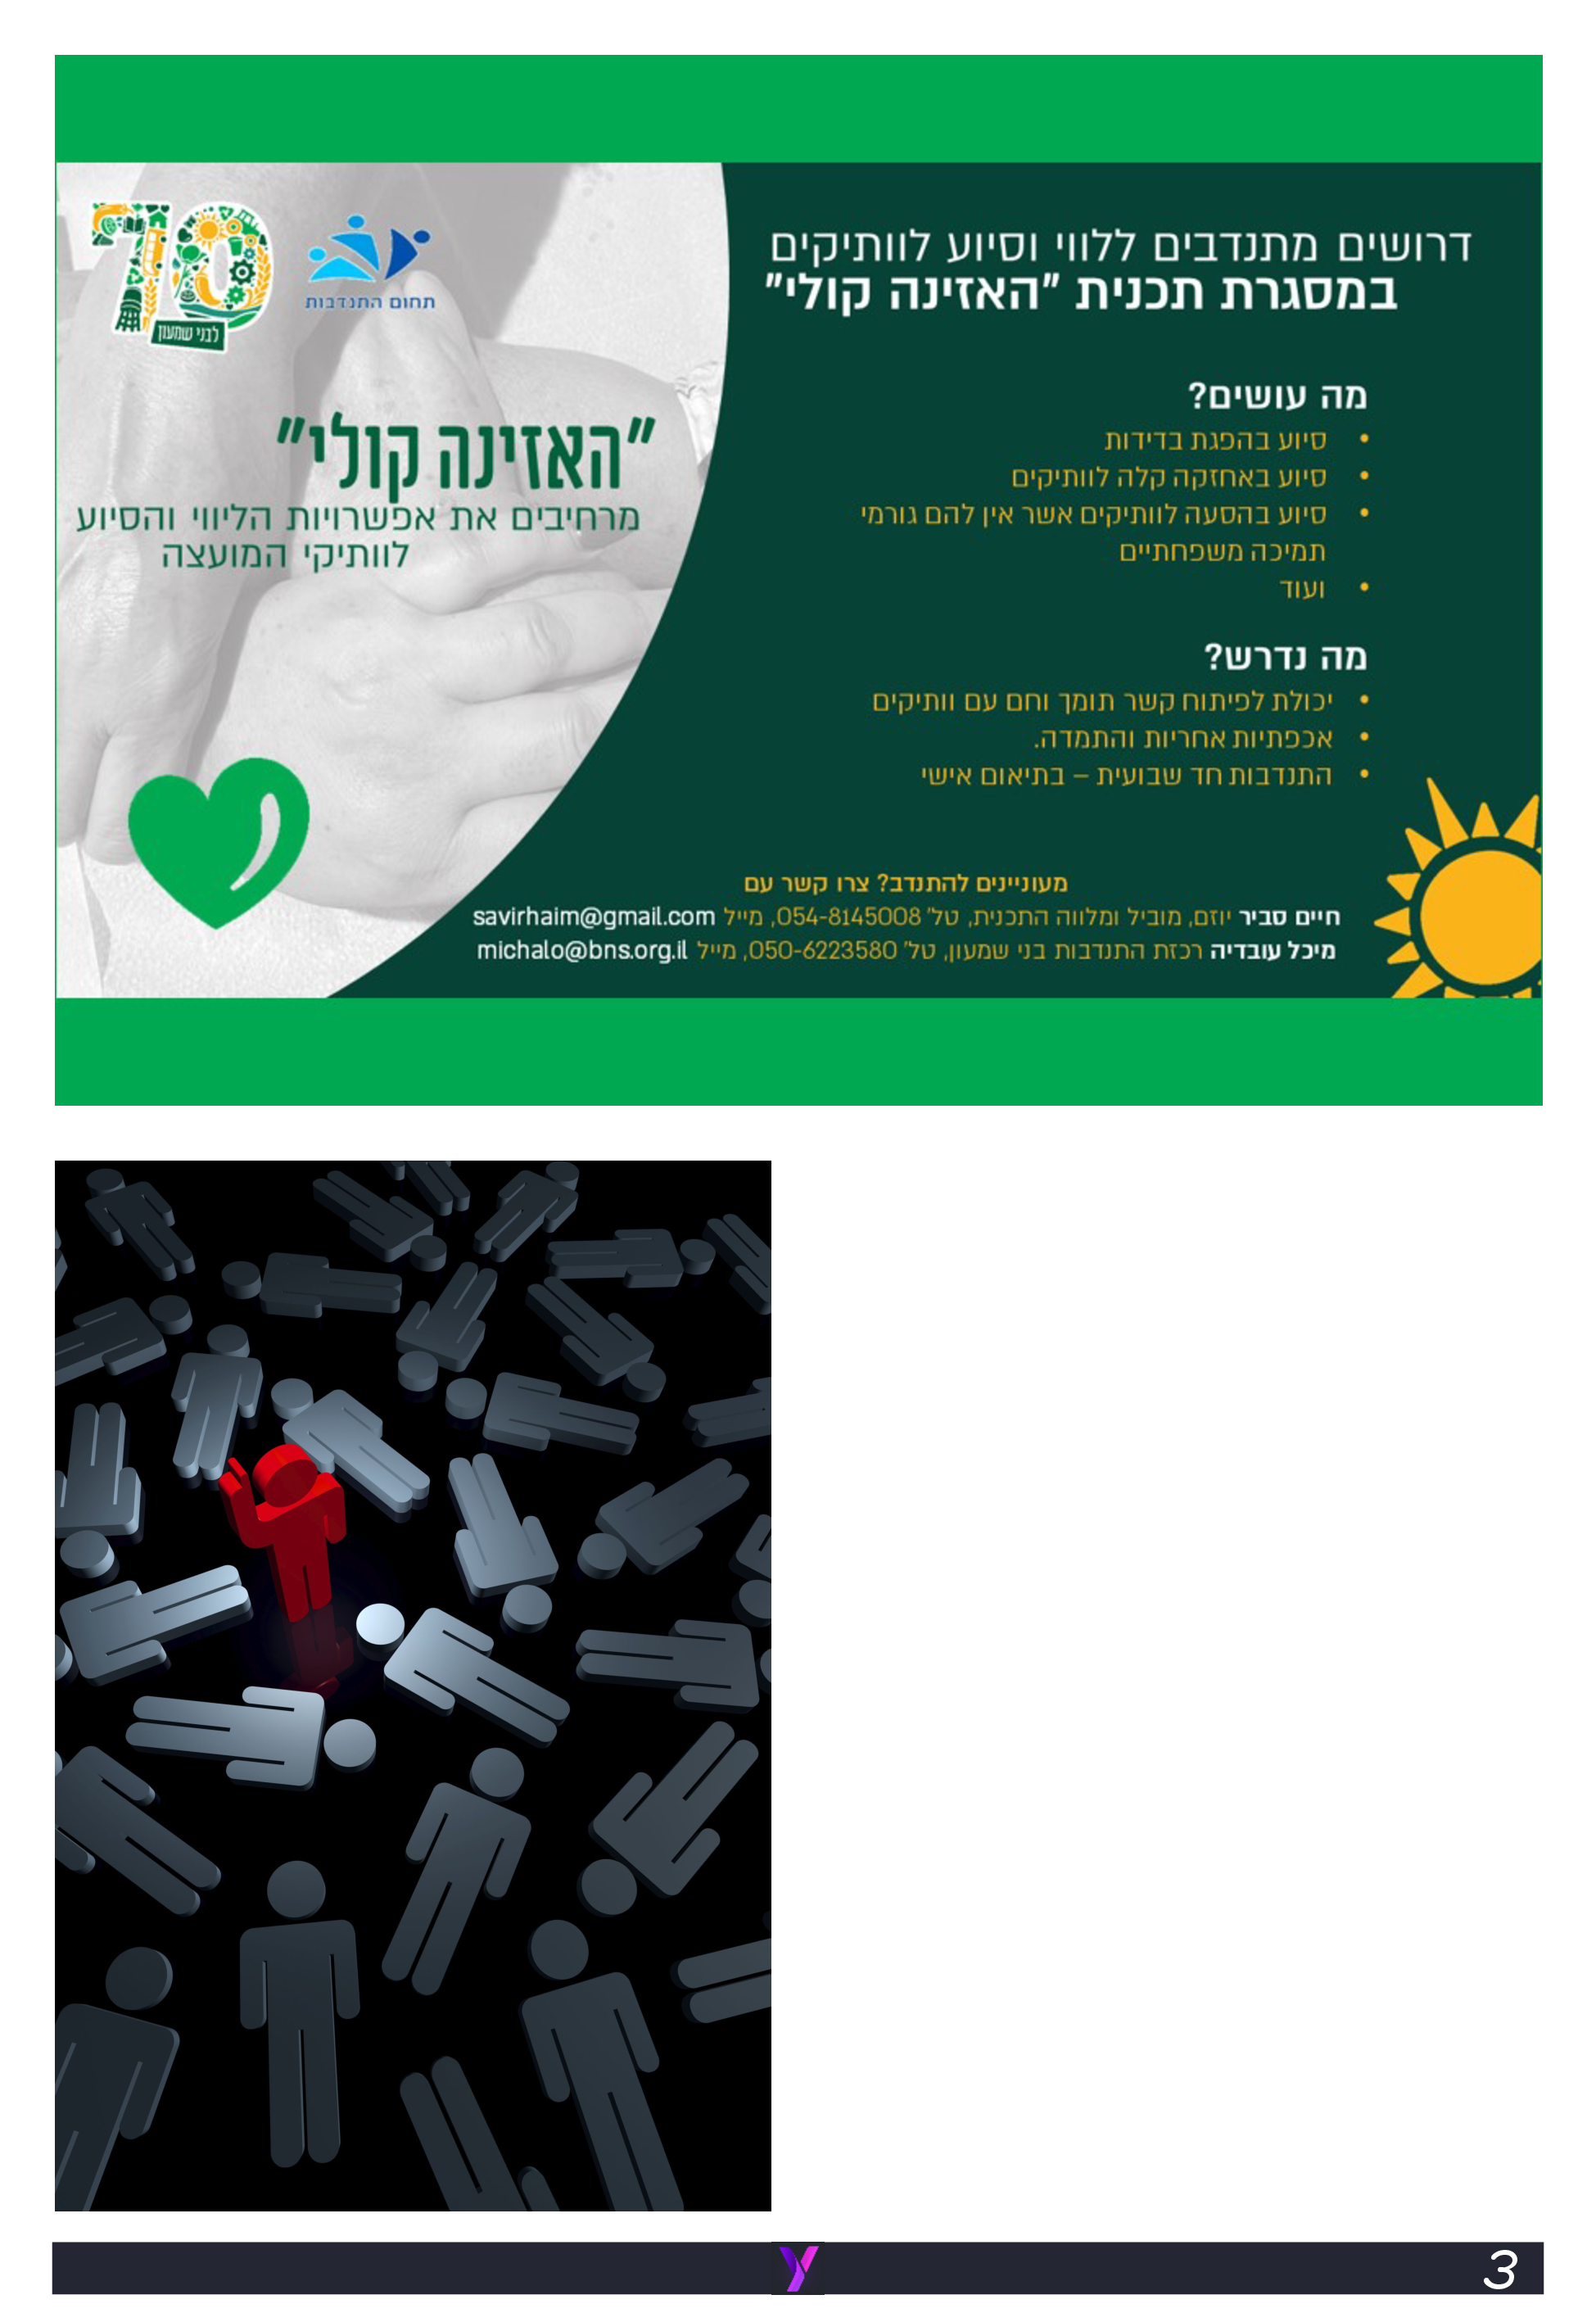 דרושים מתנדבים ללווי וסיוע לוותיקים
במסגרת תכנית "האזינה קולי"
מה עושים?
• סיוע בהפגת בדידות
• סיוע באחזקה קלה לוותיקים
• סיוע בהסעה לוותיקים אשר אין להם גורמי
תמיכה משפחתיים
• ועוד
מה נדרש?
• יכולת לפיתוח קשר תומך וחם עם וותיקים
• אכפתיות אחריות והתמדה.
• התנדבות חד שבועית – בתיאום אישי
מעוניינים להתנדב? צרו קשר עם
חיים סביר יוזם, מוביל ומלווה התכנית, טל' 054-8145008, מייל savirhaim@gmail.com
מיכל עובדיה רכזת התנדבות בני שמעון, טל' 050-6223580, מייל michalo@bns.org.il
תחום התנדבות
70
לבני שמעון
"האזינה קולי"
מרחיבים את אפשרויות הליווי והסיוע
לוותיקי המועצה
3